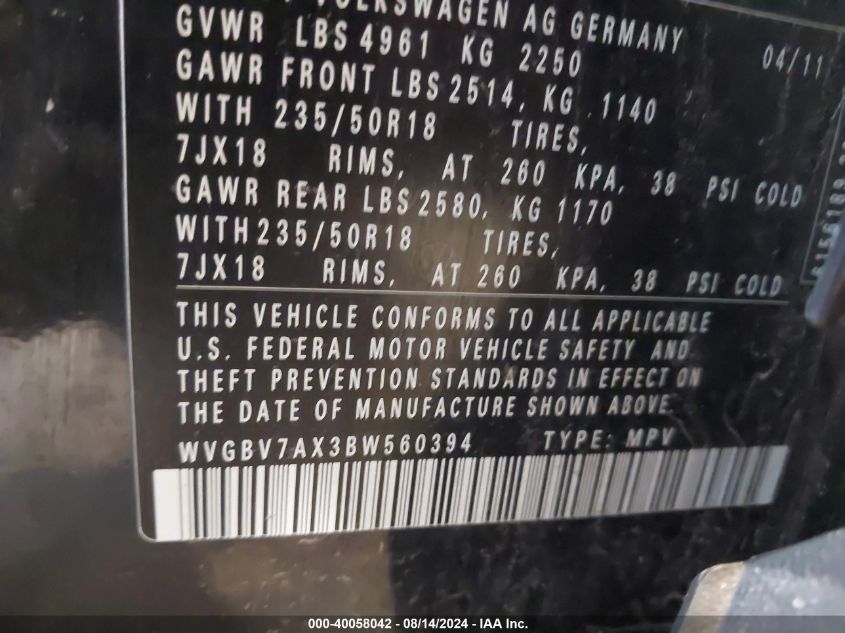 VOLKSWAGEN AG GERMANY
GVWR LBS 4961 KG 2250 04/11
GAWR FRONT LBS 2514, KG 1140
WITH 235/50R18 TIRES,
7JX18 RIMS, AT 260 KPA, 38 PSI COLD
GAWR REAR LBS 2580, KG 1170
WITH 235/50R18 TIRES,
7JX18 RIMS, AT 260 KPA, 38 PSI COLD
THIS VEHICLE CONFORMS TO ALL APPLICABLE
U.S. FEDERAL MOTOR VEHICLE SAFETY AND
THEFT PREVENTION STANDARDS IN EFFECT ON
THE DATE OF MANUFACTURE SHOWN ABOVE.
WVGBV7AX3BW560394 TYPE: MPV
000-40058042 - 08/14/2024 - IAA Inc.